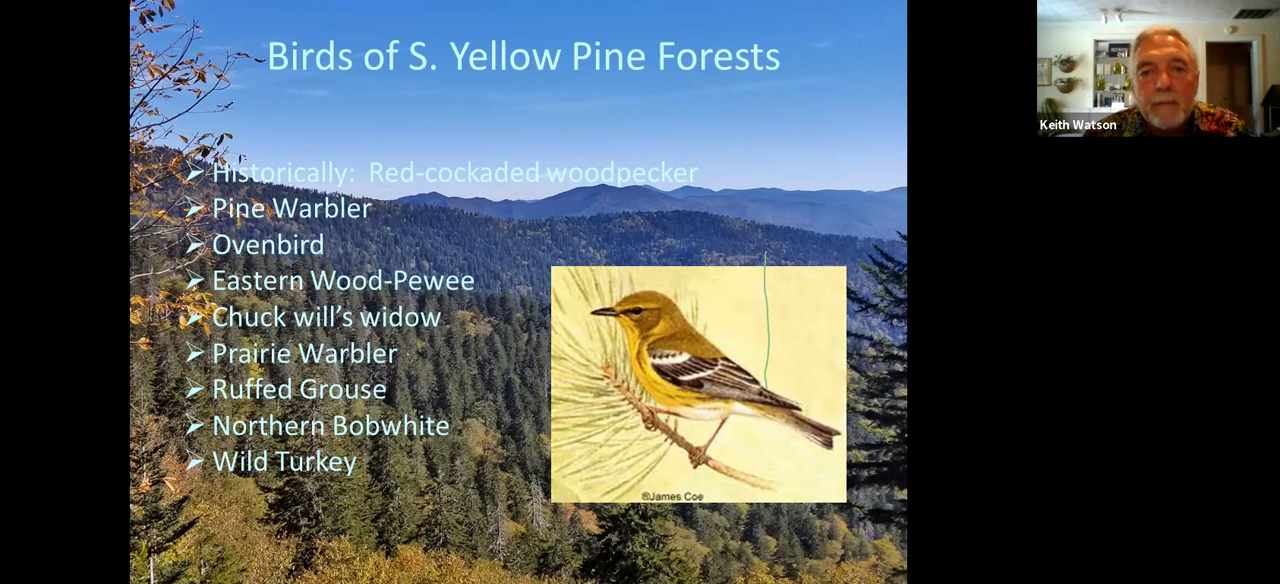 Birds of S. Yellow Pine Forests
➢ Historically: Red-cockaded woodpecker
➢ Pine Warbler
➢ Ovenbird
➢ Eastern Wood-Pewee
➢ Chuck will’s widow
➢ Prairie Warbler
➢ Ruffed Grouse
➢ Northern Bobwhite
➢ Wild Turkey
©James Coe
Keith Watson